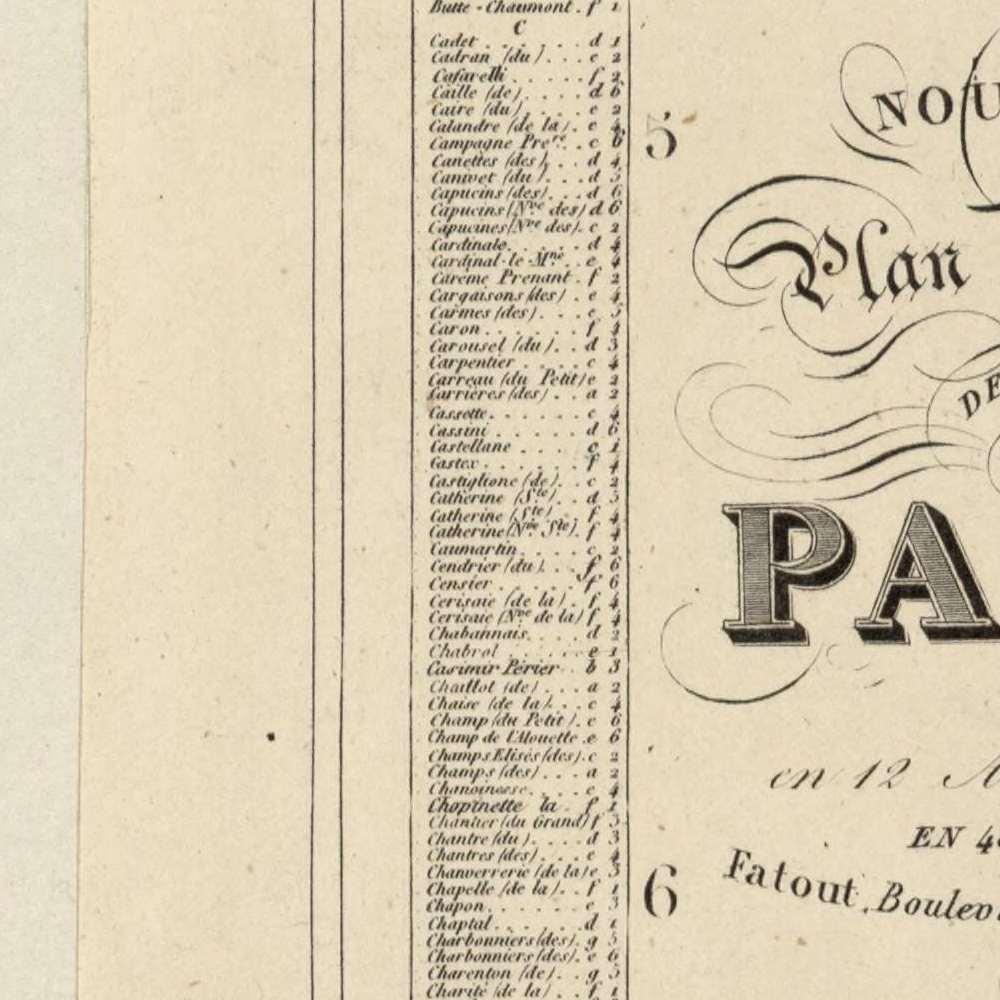 Butte-Chaumont. f 1
C
Cadet . . . . . . d 1
Cadran (du) . . . e 2
Cafarelli . . . . . f 2
Caille (de) . . . . d 6
Caire (du) . . . . e 2
Calandre (de la) . e 4
Campagne Pre.re . . c 6
Canettes (des) . . d 4
Canivet (du) . . . d 5
Capucins (des) . . . d 6
Capucins (Nve des) d 6
Capucines (Nve des) . c 2
Cardinale . . . . . d 4
Cardinal-le-Mne . . e 4
Carême Prenant . f 2
Cargaisons (des) . e 4
Carmes (des) . . . e 5
Caron . . . . . . f 4
Carousel (du) . . d 3
Carpentier . . . . c 4
Carreau (du Petit) e 2
Carrières (des) . . a 2
Cassette . . . . . . c 4
Cassini . . . . . . d 6
Castellane . . . . c 1
Castex . . . . . . f 4
Castiglione (de) . . c 2
Catherine (Ste) . . d 5
Catherine (Ste) . f 4
Catherine (Nve Ste) . f 4
Caumartin . . . . c 2
Cendrier (du) . . . f 6
Censier . . . . . . f 6
Cerisaie (de la) . f 4
Cerisaie (Nve de la) f 4
Chabannais . . . . d 2
Chabrol . . . . . . e 1
Casimir Périer . . b 3
Chaillot (de) . . . a 2
Chaise (de la) . . c 4
Champ (du Petit) . e 6
Champ de l'Alouette . e 6
Champs Elisés (des) . c 2
Champs (des) . . . a 2
Chanoinesse . . . . e 4
Chopinette la . f 1
Chantier (du Grand) f 3
Chantre (du) . . . d 3
Chantres (des) . . . e 4
Chanverrerie (de la) e 3
Chapelle (de la) . . f 1
Chapon . . . . . . e 3
Chaptal . . . . . . d 1
Charbonniers (des) . g 5
Charbonniers (des) . e 6
Charenton (de) . . g 5
Charité (de la) . . f 1
5
6
NOU
Plan
DE
PA
en 12 A
EN 4
Fatout, Boulev